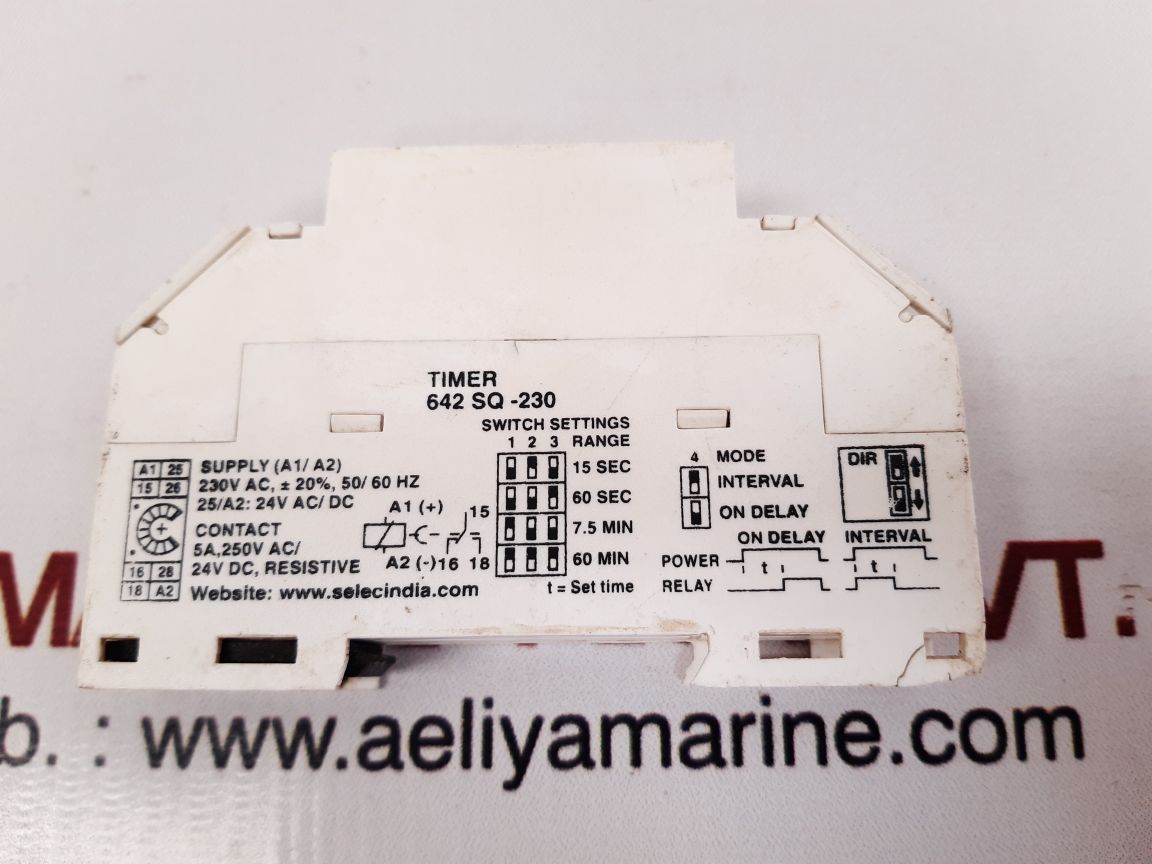 TIMER
642 SQ -230
SWITCH SETTINGS
1 2 3 RANGE
15 SEC
60 SEC
7.5 MIN
60 MIN
t = Set time
A1 25
15 26
16 28
18 A2
SUPPLY (A1/ A2)
230V AC, ± 20%, 50/ 60 HZ
25/A2: 24V AC/ DC
CONTACT
5A,250V AC/
24V DC, RESISTIVE
Website: www.selecindia.com
A1 (+)
15
A2 (-) 16 18
4 MODE
INTERVAL
ON DELAY
DIR
ON DELAY INTERVAL
POWER t t
RELAY
MA VT.
b. : www.aeliyamarine.com